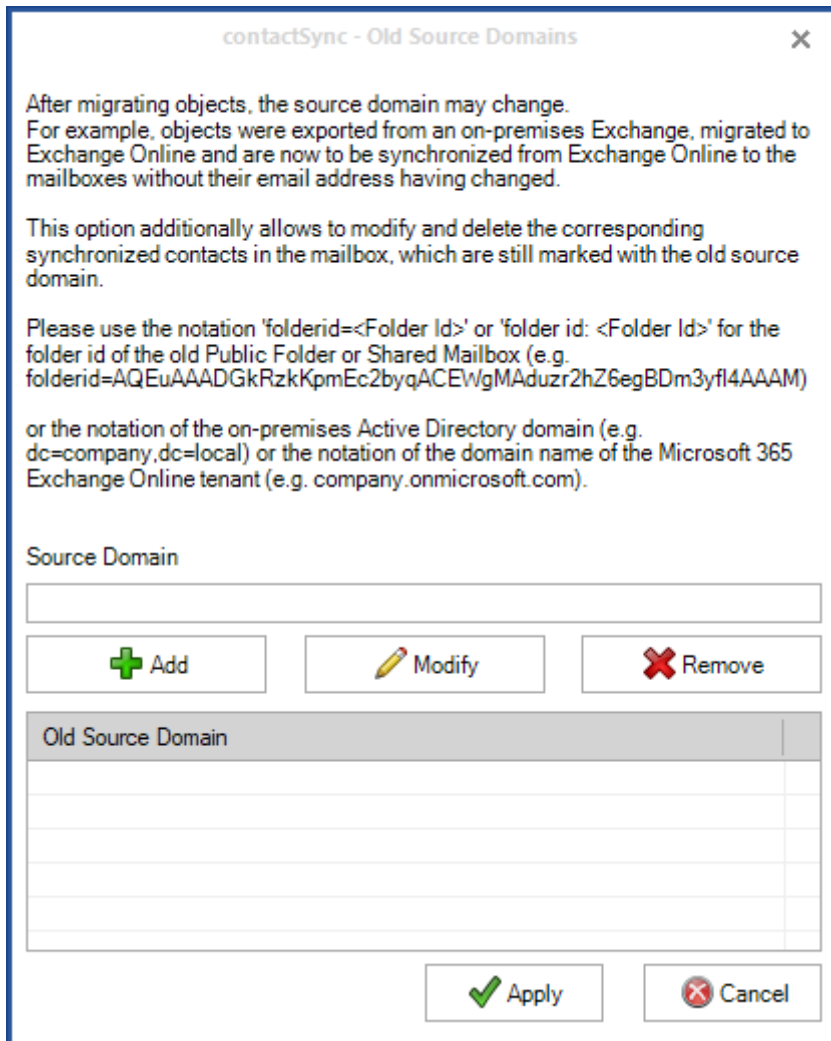 contactSync - Old Source Domains
After migrating objects, the source domain may change.
For example, objects were exported from an on-premises Exchange, migrated to
Exchange Online and are now to be synchronized from Exchange Online to the
mailboxes without their email address having changed.
This option additionally allows to modify and delete the corresponding
synchronized contacts in the mailbox, which are still marked with the old source
domain.
Please use the notation 'folderid=<Folder Id>' or 'folder id: <Folder Id>' for the
folder id of the old Public Folder or Shared Mailbox (e.g.
folderid=AQEuAAADGkRzkKpmEc2byqACEWgMAduzr2hZ6egBDm3yfI4AAAM)
or the notation of the on-premises Active Directory domain (e.g.
dc=company,dc=local) or the notation of the domain name of the Microsoft 365
Exchange Online tenant (e.g. company.onmicrosoft.com).
Source Domain
Add
Modify
Remove
Old Source Domain
Apply
Cancel